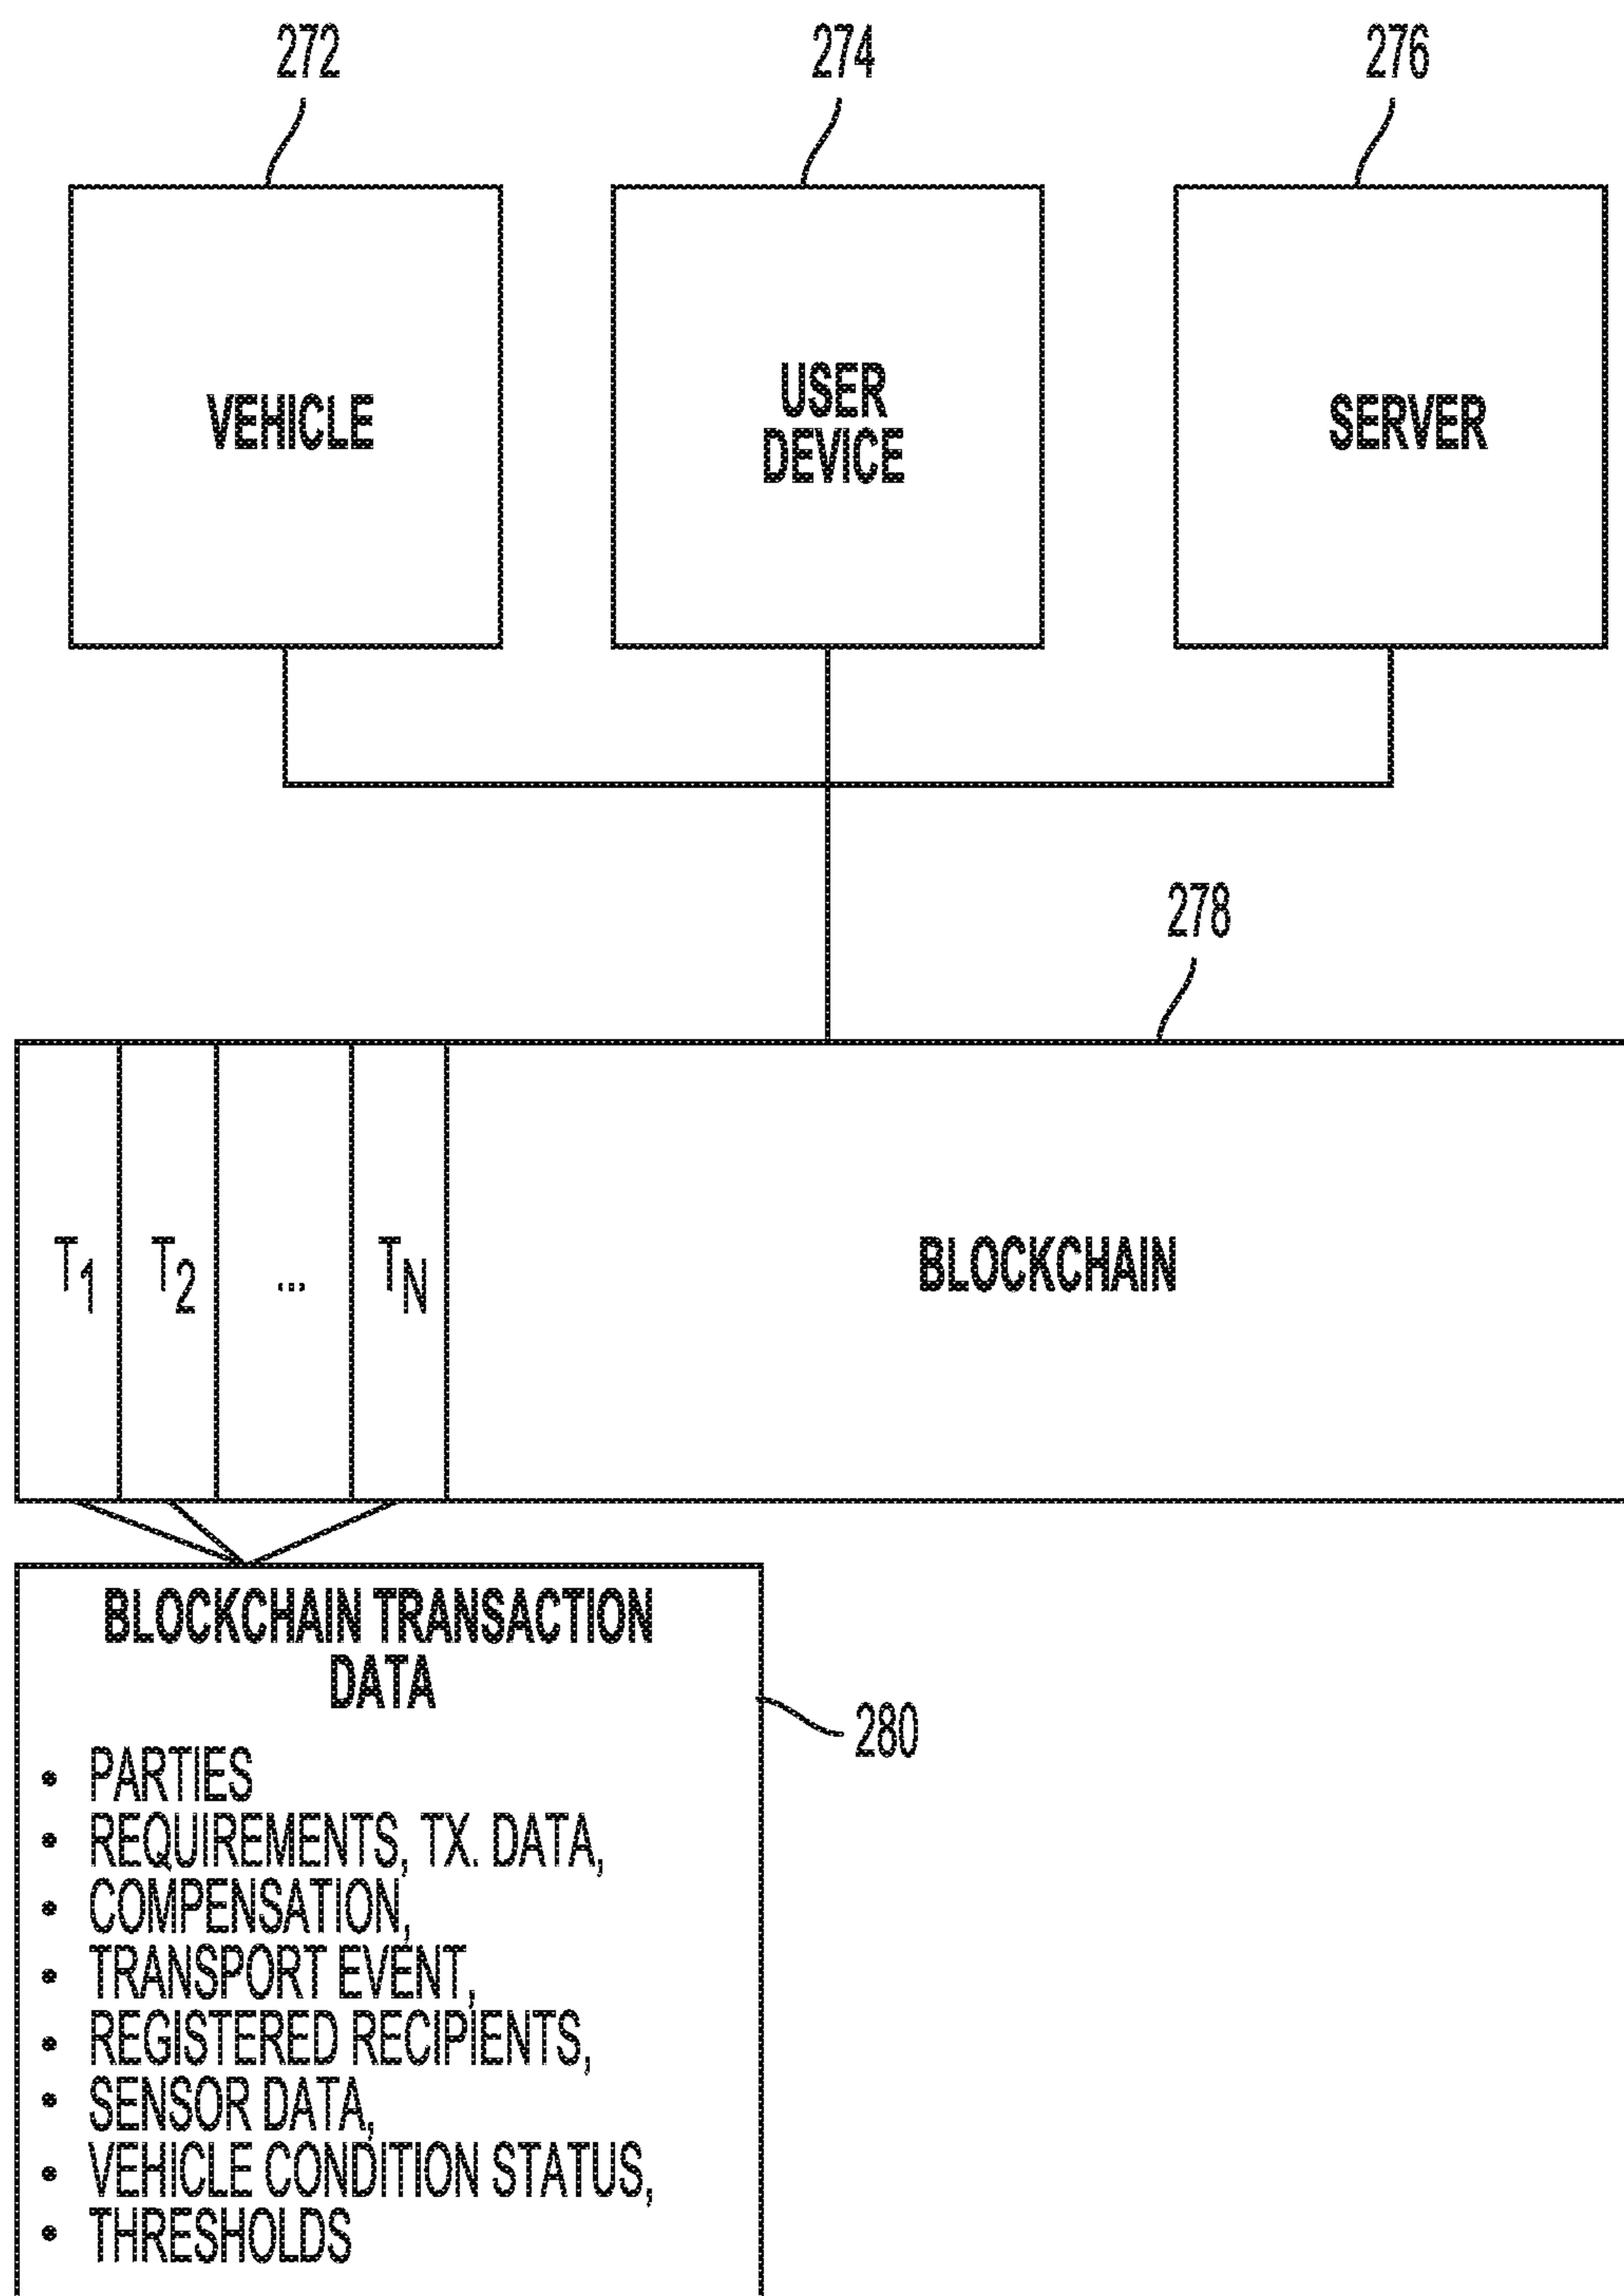 272
274
276
VEHICLE
USER
DEVICE
SERVER
278
T1
T2
...
TN
BLOCKCHAIN
BLOCKCHAIN TRANSACTION
DATA
280
• PARTIES
• REQUIREMENTS, TX. DATA,
• COMPENSATION,
• TRANSPORT EVENT,
• REGISTERED RECIPIENTS,
• SENSOR DATA,
• VEHICLE CONDITION STATUS,
• THRESHOLDS